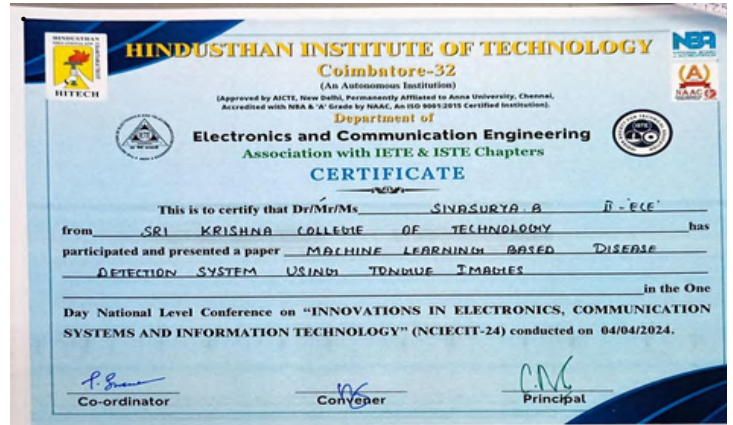 HINDUSTHAN
HITECH
HINDUSTHAN INSTITUTE OF TECHNOLOGY
Coimbatore-32
(An Autonomous Institution)
(Approved by AICTE, New Delhi, Permanently Affliated to Anna University, Chennai,
Accredited with NBA & 'A' Grade by NAAC, An ISO 9001:2015 Certified Institution).
NBA
NAAC
Department of
Electronics and Communication Engineering
Association with IETE & ISTE Chapters
CERTIFICATE
This is to certify that Dr/Mr/Ms SIVASURYA.B II-ECE
from SRI KRISHNA COLLEGE OF TECHNOLOGY has
participated and presented a paper MACHINE LEARNING BASED DISEASE
DETECTION SYSTEM USING TONGUE IMAGES
in the One
Day National Level Conference on "INNOVATIONS IN ELECTRONICS, COMMUNICATION
SYSTEMS AND INFORMATION TECHNOLOGY" (NCIECIT-24) conducted on 04/04/2024.
Co-ordinator
Convener
Principal